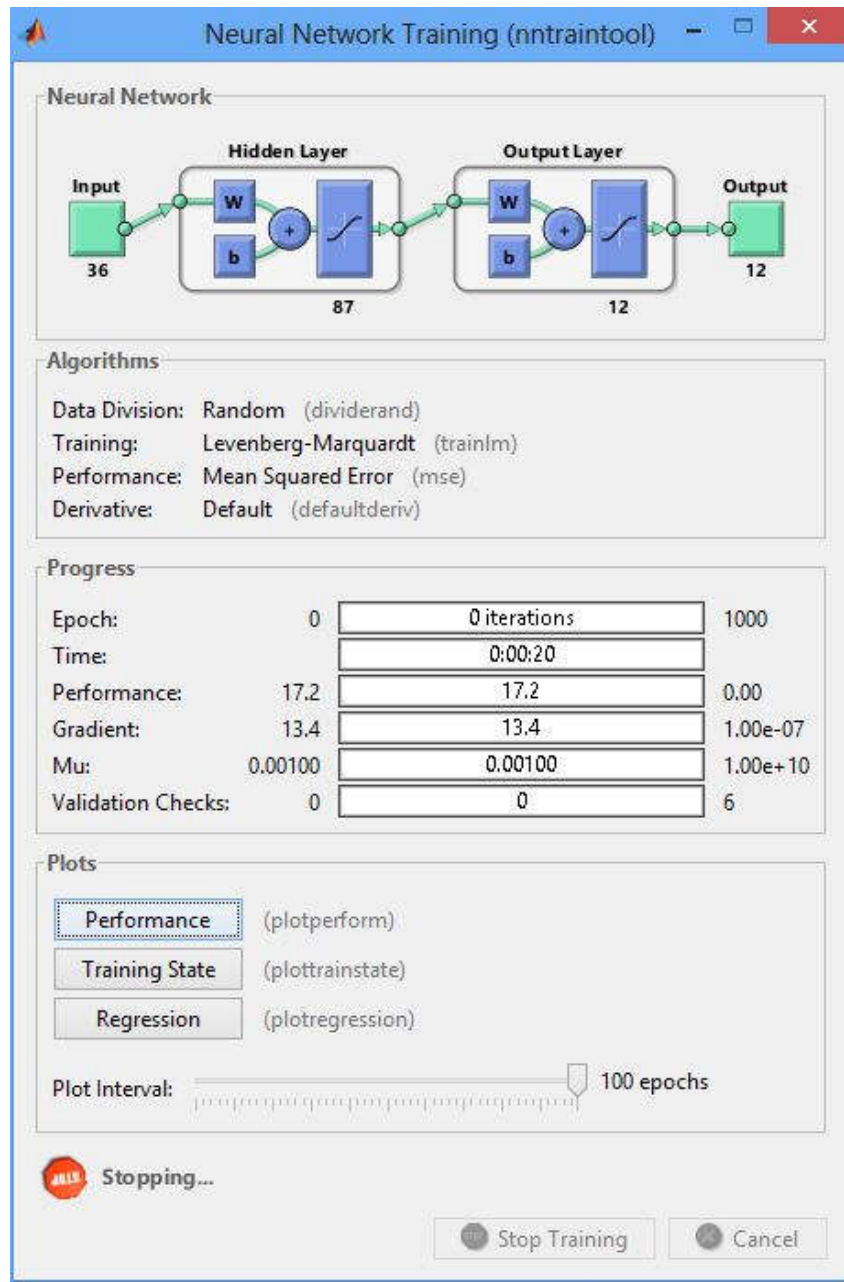 Neural Network Training (nntraintool)
Neural Network
Hidden Layer
Output Layer
Input
Output
W
b
+
W
b
+
36
87
12
12
Algorithms
Data Division: Random (dividerand)
Training: Levenberg-Marquardt (trainlm)
Performance: Mean Squared Error (mse)
Derivative: Default (defaultderiv)
Progress
Epoch: 0 0 iterations 1000
Time: 0:00:20
Performance: 17.2 17.2 0.00
Gradient: 13.4 13.4 1.00e-07
Mu: 0.00100 0.00100 1.00e+10
Validation Checks: 0 0 6
Plots
Performance (plotperform)
Training State (plottrainstate)
Regression (plotregression)
Plot Interval: 100 epochs
Stopping...
Stop Training Cancel